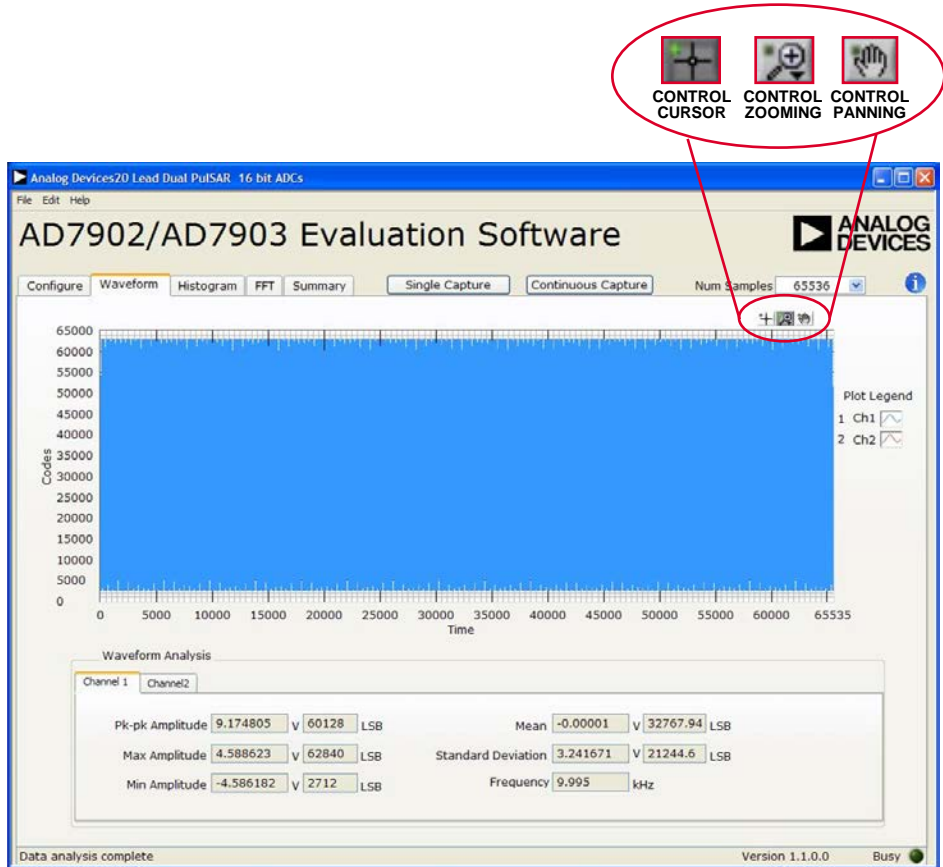 CONTROL CURSOR
CONTROL ZOOMING
CONTROL PANNING
Analog Devices20 Lead Dual PulSAR 16 bit ADCs
File Edit Help
AD7902/AD7903 Evaluation Software
ANALOG DEVICES
Configure Waveform Histogram FFT Summary Single Capture Continuous Capture Num Samples 65536
65000
60000
55000
50000
45000
40000
35000
30000
25000
20000
15000
10000
5000
0
Codes
0 5000 10000 15000 20000 25000 30000 35000 40000 45000 50000 55000 60000 65535
Time
Plot Legend
1 Ch1
2 Ch2
Waveform Analysis
Channel 1 Channel2
Pk-pk Amplitude 9.174805 V 60128 LSB Mean -0.00001 V 32767.94 LSB
Max Amplitude 4.588623 V 62840 LSB Standard Deviation 3.241671 V 21244.6 LSB
Min Amplitude -4.586182 V 2712 LSB Frequency 9.995 kHz
Data analysis complete Version 1.1.0.0 Busy